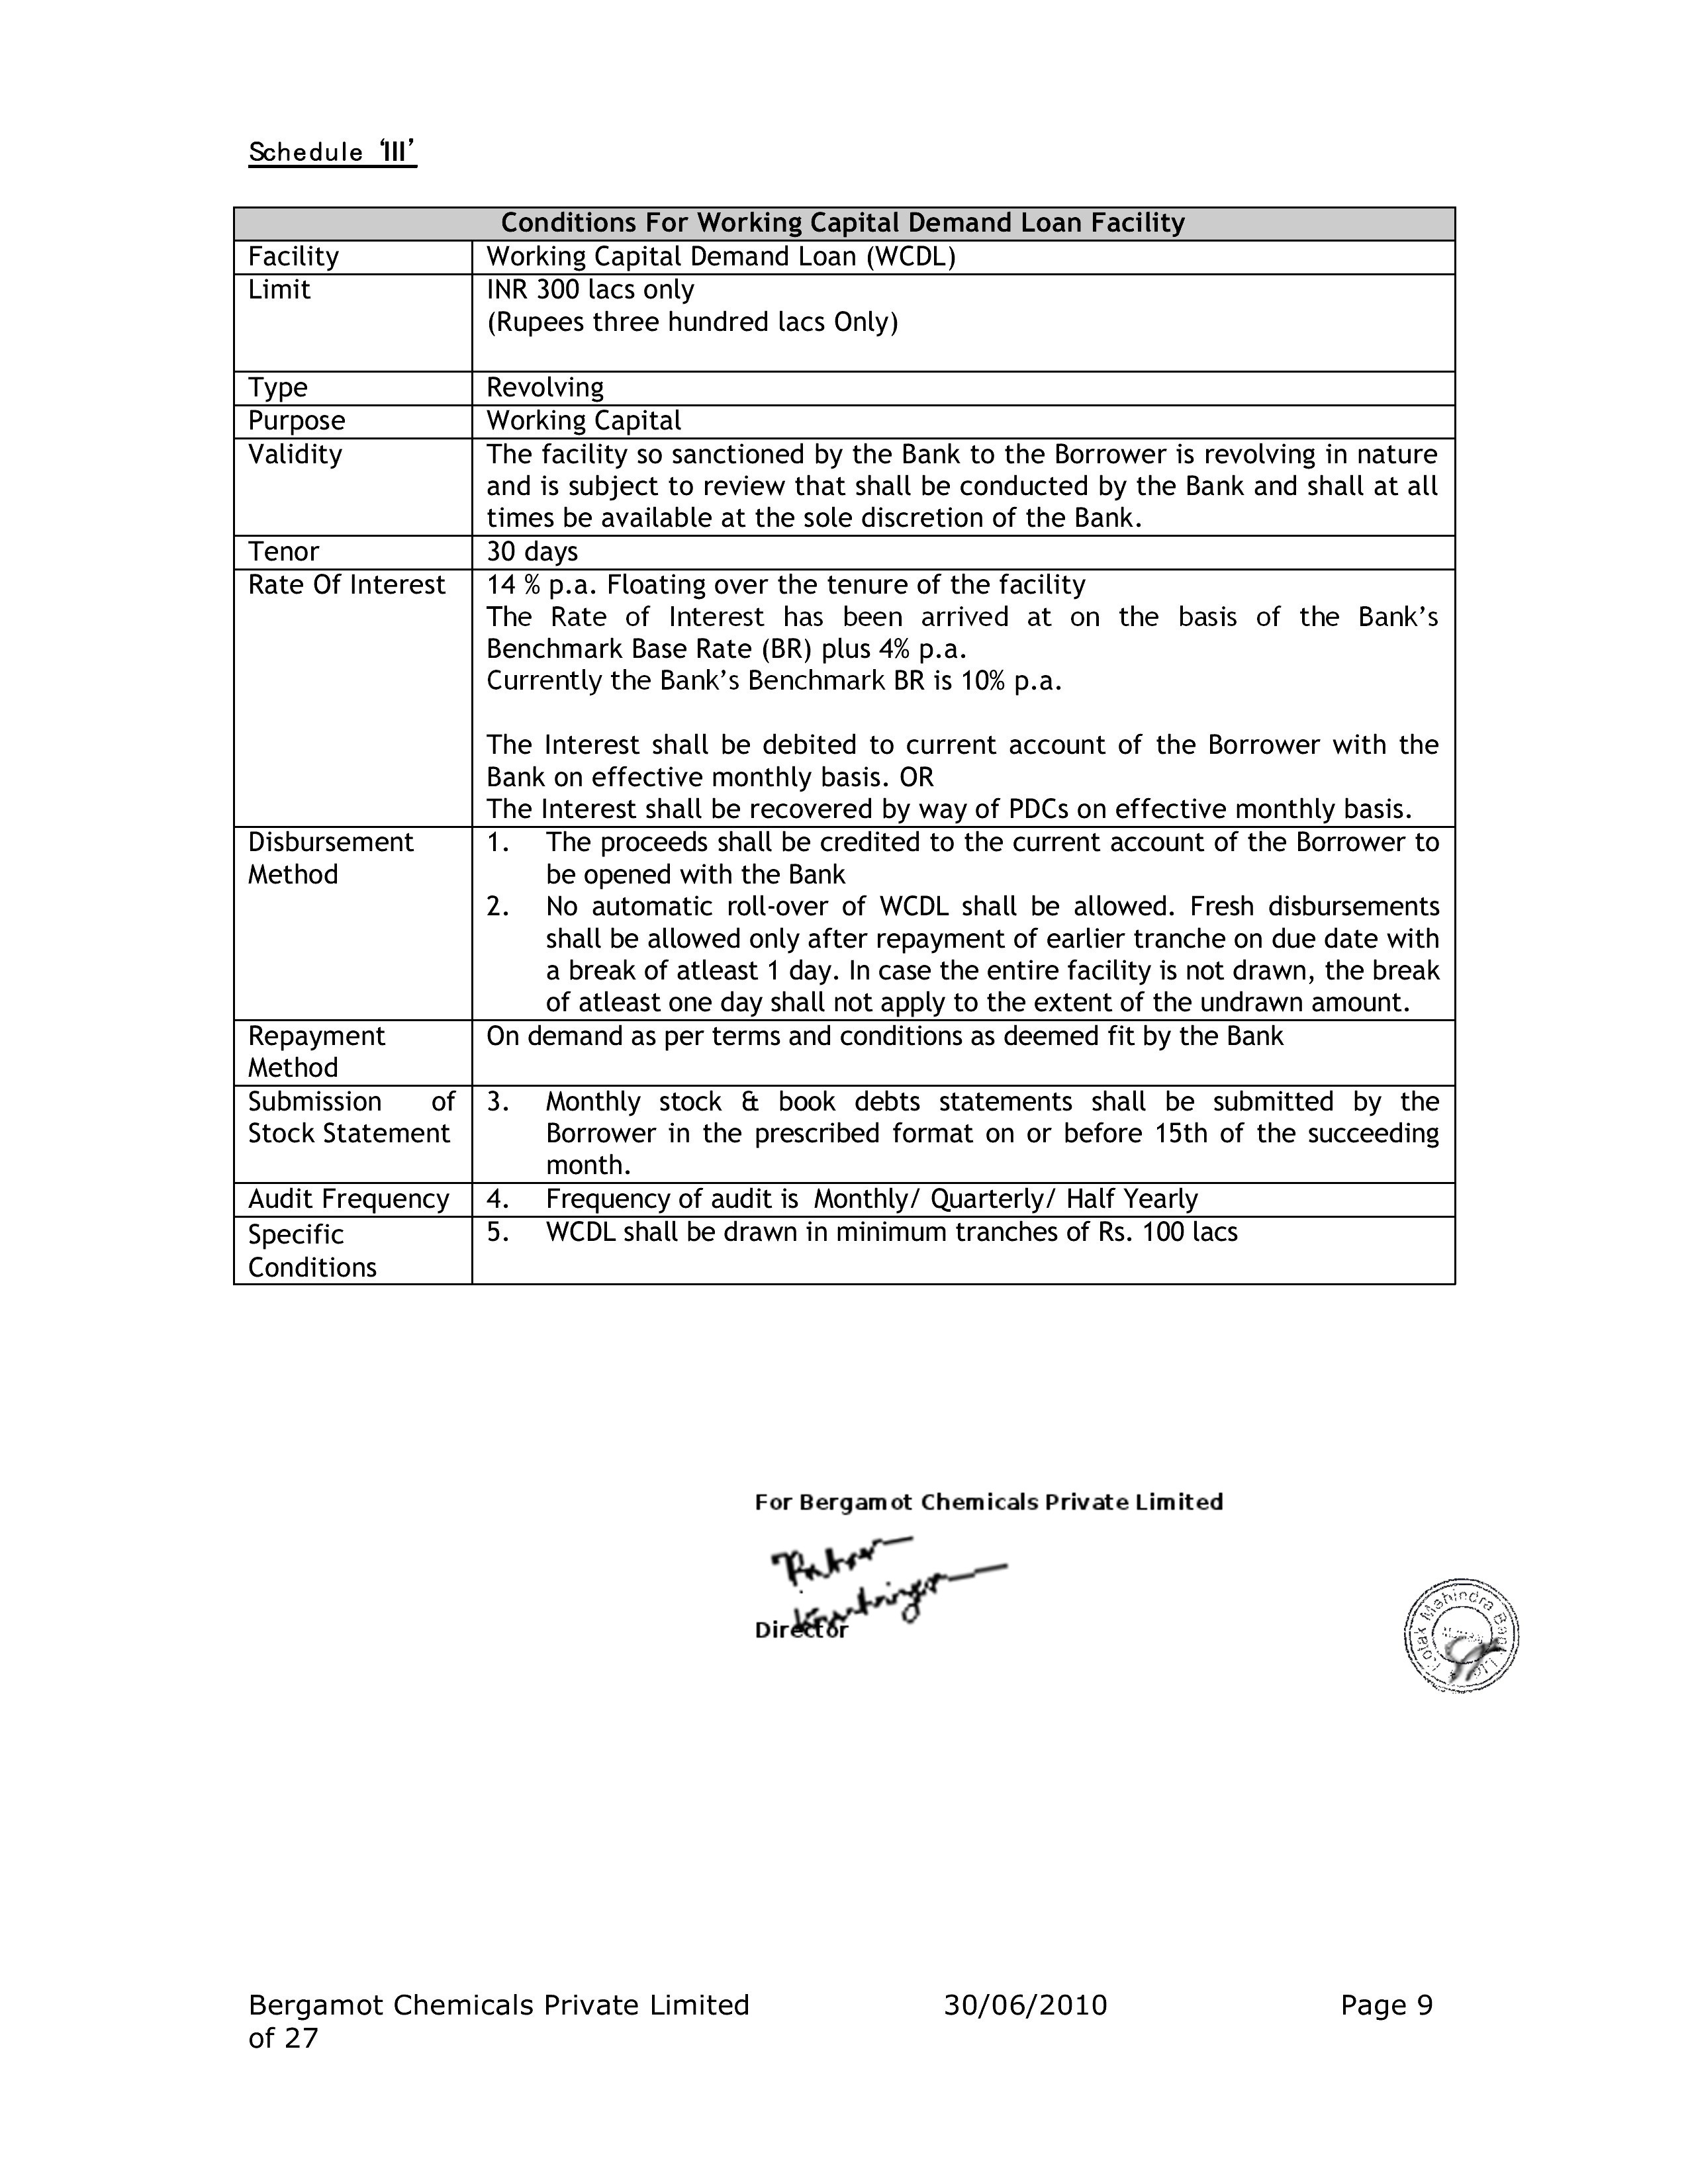 Schedule ‘III’
Conditions For Working Capital Demand Loan Facility
Facility
Working Capital Demand Loan (WCDL)
Limit
INR 300 lacs only
(Rupees three hundred lacs Only)
Type
Revolving
Purpose
Working Capital
Validity
The facility so sanctioned by the Bank to the Borrower is revolving in nature
and is subject to review that shall be conducted by the Bank and shall at all
times be available at the sole discretion of the Bank.
Tenor
30 days
Rate Of Interest
14 % p.a. Floating over the tenure of the facility
The Rate of Interest has been arrived at on the basis of the Bank’s
Benchmark Base Rate (BR) plus 4% p.a.
Currently the Bank’s Benchmark BR is 10% p.a.
The Interest shall be debited to current account of the Borrower with the
Bank on effective monthly basis. OR
The Interest shall be recovered by way of PDCs on effective monthly basis.
Disbursement
Method
1. The proceeds shall be credited to the current account of the Borrower to
be opened with the Bank
2. No automatic roll-over of WCDL shall be allowed. Fresh disbursements
shall be allowed only after repayment of earlier tranche on due date with
a break of atleast 1 day. In case the entire facility is not drawn, the break
of atleast one day shall not apply to the extent of the undrawn amount.
Repayment
Method
On demand as per terms and conditions as deemed fit by the Bank
Submission of
Stock Statement
3. Monthly stock & book debts statements shall be submitted by the
Borrower in the prescribed format on or before 15th of the succeeding
month.
Audit Frequency
4. Frequency of audit is Monthly/ Quarterly/ Half Yearly
Specific
Conditions
5. WCDL shall be drawn in minimum tranches of Rs. 100 lacs
For Bergamot Chemicals Private Limited
Director
Kotak Mahindra Bank Ltd
Bergamot Chemicals Private Limited 30/06/2010 Page 9
of 27